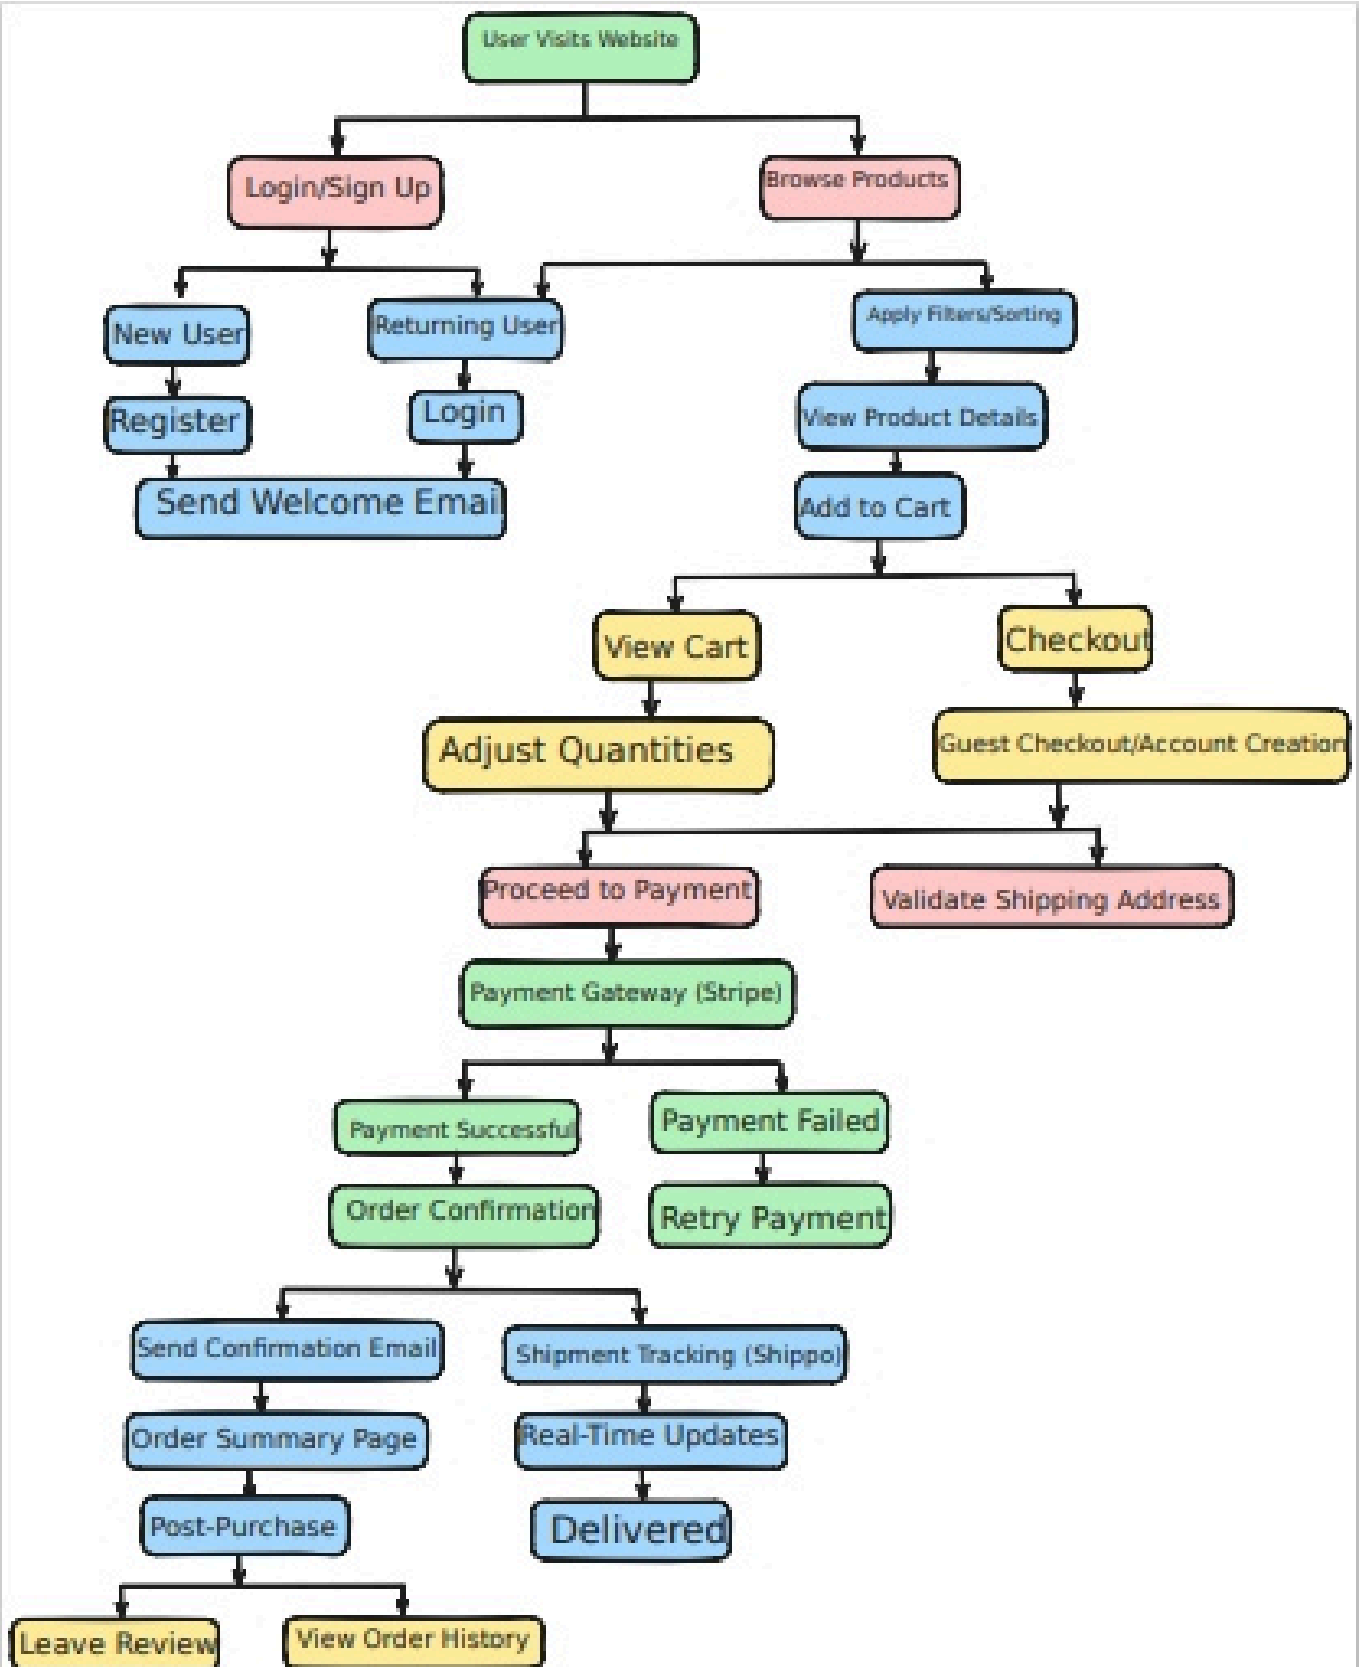 User Visits Website
Login/Sign Up
Browse Products
New User
Returning User
Apply Filters/Sorting
Register
Login
View Product Details
Send Welcome Email
Add to Cart
View Cart
Checkout
Adjust Quantities
Guest Checkout/Account Creation
Proceed to Payment
Validate Shipping Address
Payment Gateway (Stripe)
Payment Successful
Payment Failed
Order Confirmation
Retry Payment
Send Confirmation Email
Shipment Tracking (Shippo)
Order Summary Page
Real-Time Updates
Post-Purchase
Delivered
Leave Review
View Order History